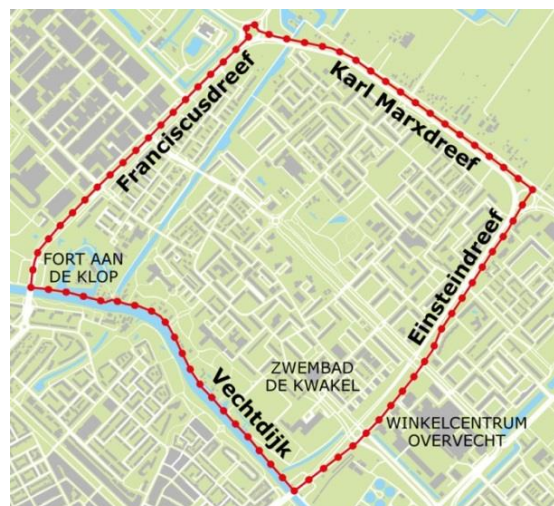 Franciscusdreef
Karl Marxdreef
FORT AAN
DE KLOP
Einsteindreef
Vechtdijk
ZWEMBAD
DE KWAKEL
WINKELCENTRUM
OVERVECHT